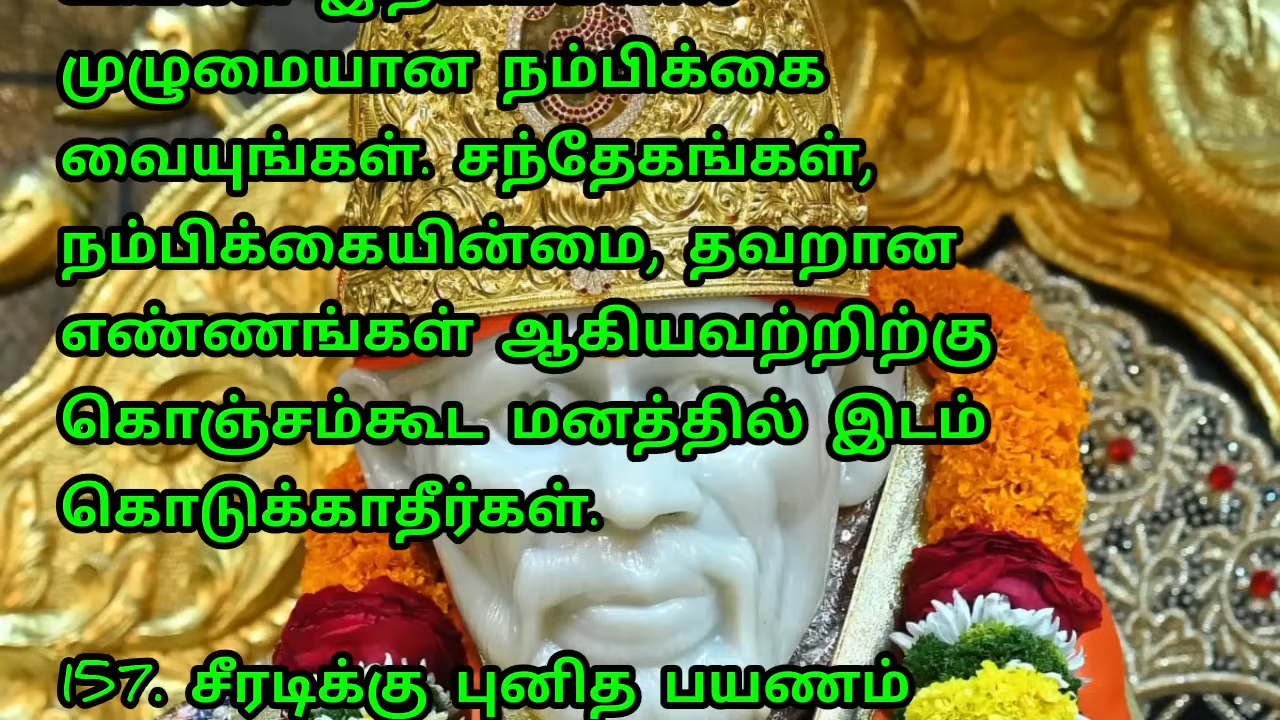 முழுமையான நம்பிக்கை
வையுங்கள். சந்தேகங்கள்,
நம்பிக்கையின்மை, தவறான
எண்ணங்கள் ஆகியவற்றிற்கு
கொஞ்சம்கூட மனத்தில் இடம்
கொடுக்காதீர்கள்.
157. சீரடிக்கு புனித பயணம்